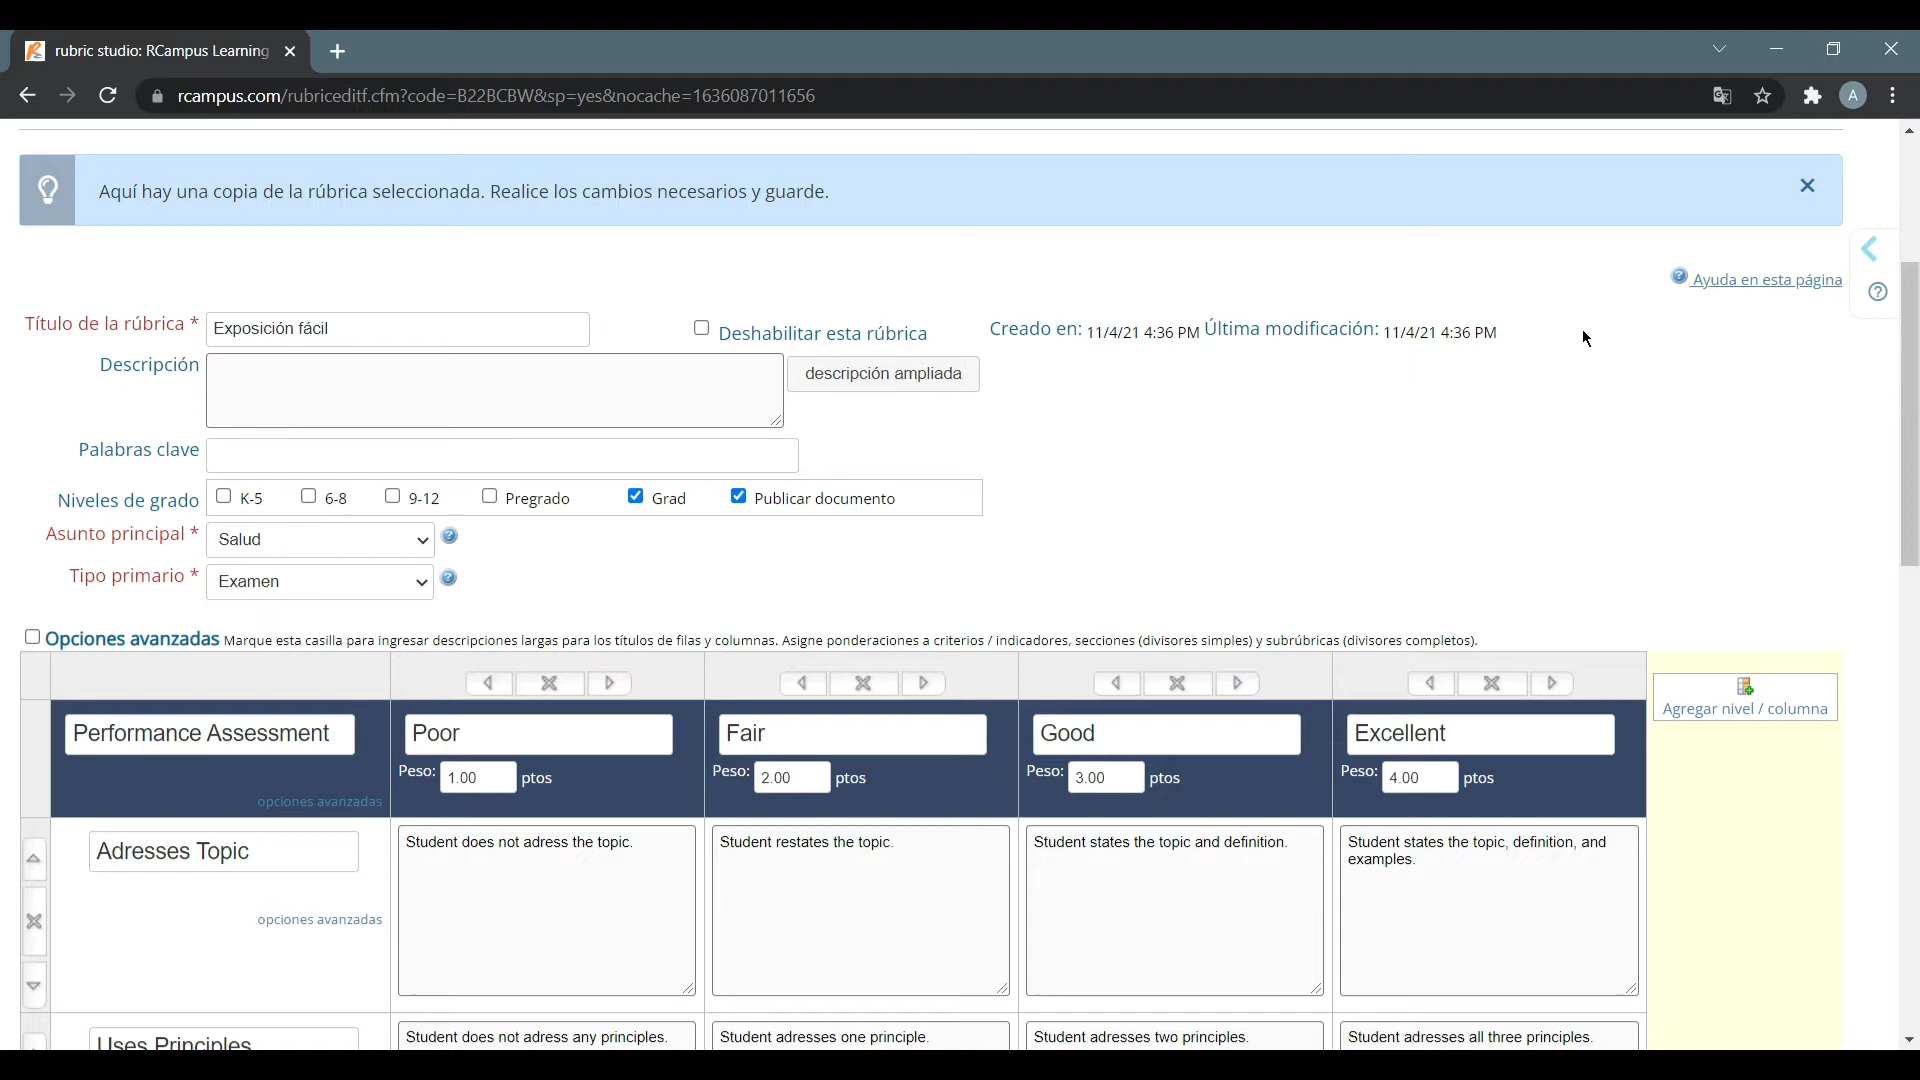 rubric studio: RCampus Learning
rcampus.com/rubriceditf.cfm?code=B22BCBW&sp=yes&nocache=1636087011656
A
Aquí hay una copia de la rúbrica seleccionada. Realice los cambios necesarios y guarde.
Ayuda en esta página
Título de la rúbrica * Exposición fácil Deshabilitar esta rúbrica Creado en: 11/4/21 4:36 PM Última modificación: 11/4/21 4:36 PM
Descripción descripción ampliada
Palabras clave
Niveles de grado K-5 6-8 9-12 Pregrado Grad Publicar documento
Asunto principal * Salud
Tipo primario * Examen
Opciones avanzadas Marque esta casilla para ingresar descripciones largas para los títulos de filas y columnas. Asigne ponderaciones a criterios / indicadores, secciones (divisores simples) y subrúbricas (divisores completos).
Agregar nivel / columna
Performance Assessment Poor Fair Good Excellent
Peso: 1.00 ptos Peso: 2.00 ptos Peso: 3.00 ptos Peso: 4.00 ptos
opciones avanzadas
Adresses Topic Student does not adress the topic. Student restates the topic. Student states the topic and definition. Student states the topic, definition, and
examples.
opciones avanzadas
Uses Principles Student does not adress any principles. Student adresses one principle. Student adresses two principles. Student adresses all three principles.